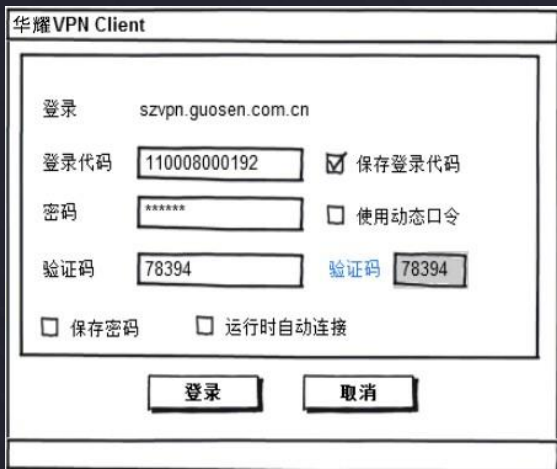 华耀VPN Client
登录 szvpn.guosen.com.cn
登录代码 110008000192 保存登录代码
密码 ****** 使用动态口令
验证码 78394 验证码 78394
保存密码 运行时自动连接
登录 取消